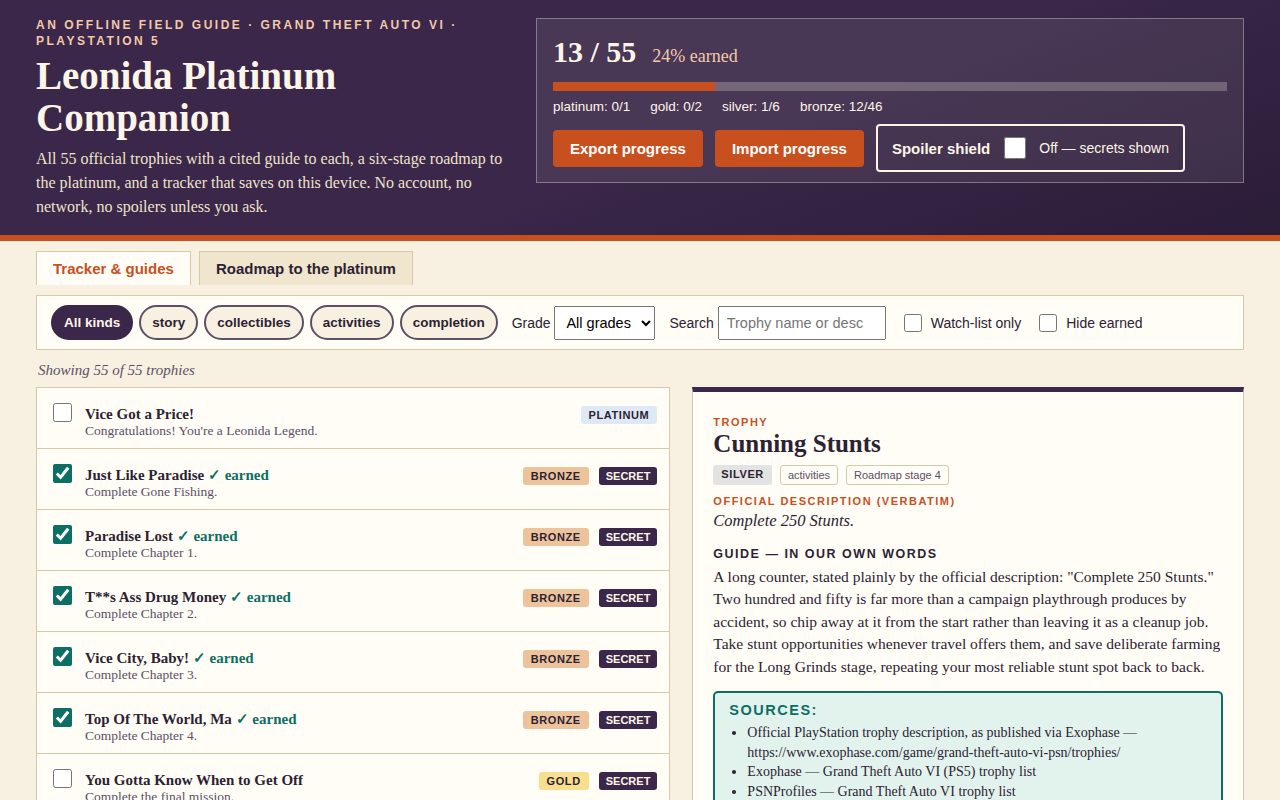 AN OFFLINE FIELD GUIDE · GRAND THEFT AUTO VI ·
PLAYSTATION 5
Leonida Platinum
Companion
All 55 official trophies with a cited guide to each, a six-stage roadmap to
the platinum, and a tracker that saves on this device. No account, no
network, no spoilers unless you ask.
13 / 55 24% earned
platinum: 0/1 gold: 0/2 silver: 1/6 bronze: 12/46
Export progress Import progress Spoiler shield Off — secrets shown
Tracker & guides Roadmap to the platinum
All kinds story collectibles activities completion Grade All grades Search Trophy name or desc Watch-list only Hide earned
Showing 55 of 55 trophies
Vice Got a Price! PLATINUM
Congratulations! You're a Leonida Legend.
Just Like Paradise ✓ earned BRONZE SECRET
Complete Gone Fishing.
Paradise Lost ✓ earned BRONZE SECRET
Complete Chapter 1.
T**s Ass Drug Money ✓ earned BRONZE SECRET
Complete Chapter 2.
Vice City, Baby! ✓ earned BRONZE SECRET
Complete Chapter 3.
Top Of The World, Ma ✓ earned BRONZE SECRET
Complete Chapter 4.
You Gotta Know When to Get Off GOLD SECRET
Complete the final mission.
TROPHY
Cunning Stunts
SILVER activities Roadmap stage 4
OFFICIAL DESCRIPTION (VERBATIM)
Complete 250 Stunts.
GUIDE — IN OUR OWN WORDS
A long counter, stated plainly by the official description: "Complete 250 Stunts."
Two hundred and fifty is far more than a campaign playthrough produces by
accident, so chip away at it from the start rather than leaving it as a cleanup job.
Take stunt opportunities whenever travel offers them, and save deliberate farming
for the Long Grinds stage, repeating your most reliable stunt spot back to back.
SOURCES:
Official PlayStation trophy description, as published via Exophase —
https://www.exophase.com/game/grand-theft-auto-vi-psn/trophies/
Exophase — Grand Theft Auto VI (PS5) trophy list
PSNProfiles — Grand Theft Auto VI trophy list